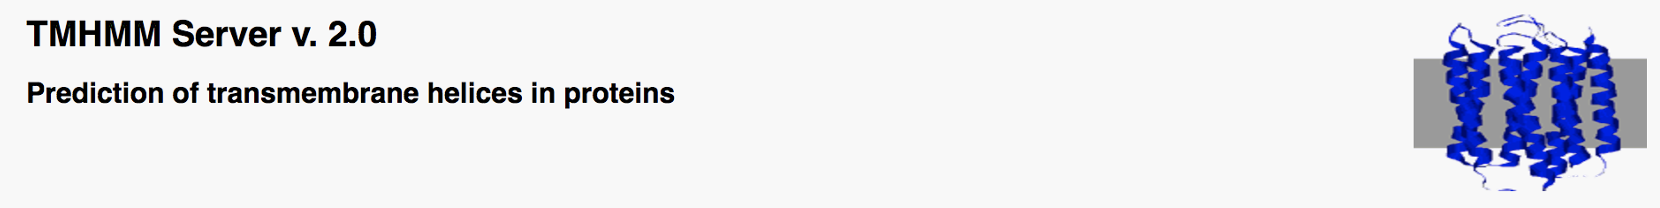 TMHMM Server v. 2.0
Prediction of transmembrane helices in proteins